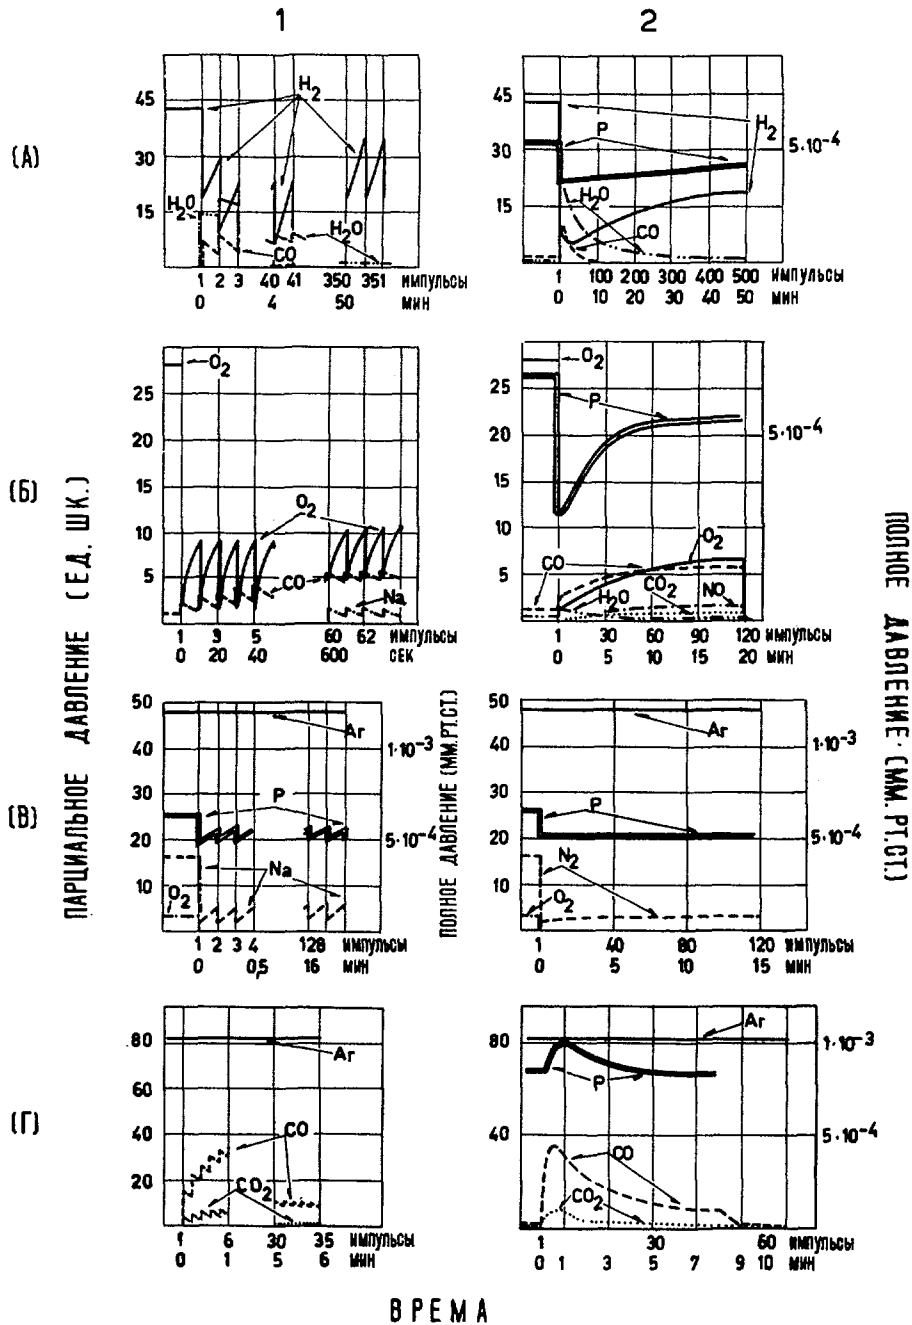 1 2
(А)
45
30
15
H2
H2O
CO
H2O
1 2 3 40 41 350 351 импульсы
0 4 50 мин
45
30
15
P
H2
5·10-4
H2O
CO
1 100 200 300 400 500 импульсы
0 10 20 30 40 50 мин
(Б)
25
20
15
10
5
O2
O2
CO
Na
1 3 5 60 62 импульсы
0 20 40 600 сек
25
20
15
10
5
O2
P
5·10-4
O2
CO
H2O
CO2
NO
1 30 60 90 120 импульсы
0 5 10 15 20 мин
(В)
50
40
30
20
10
Ar
1·10-3
P
5·10-4
Na
O2
1 2 3 4 128 импульсы
0 0,5 16 мин
50
40
30
20
10
Ar
1·10-3
P
5·10-4
N2
O2
1 40 80 120 импульсы
0 5 10 15 мин
(Г)
80
60
40
20
Ar
CO
CO2
1 6 30 35 импульсы
0 1 5 6 мин
80
40
Ar
1·10-3
P
5·10-4
CO
CO2
1 30 60 импульсы
0 1 3 5 7 9 10 мин
ПАРЦИАЛЬНОЕ ДАВЛЕНИЕ (ЕД. ШК.)
ПОЛНОЕ ДАВЛЕНИЕ (ММ.РТ.СТ.)
ПОЛНОЕ ДАВЛЕНИЕ· (ММ.РТ.СТ.)
ВРЕМА